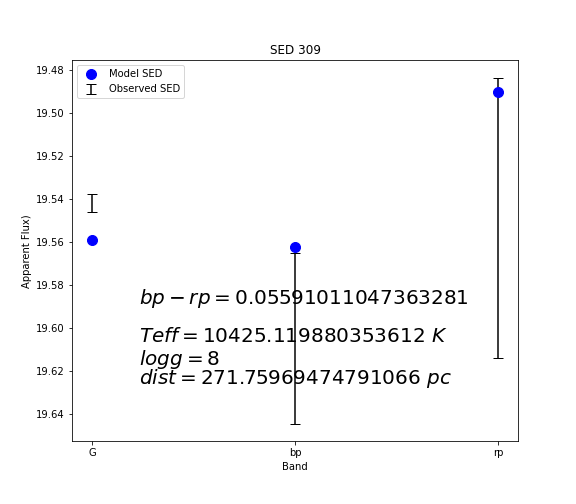 SED 309
Model SED
Observed SED
19.48
19.50
19.52
19.54
19.56
19.58
19.60
19.62
19.64
Apparent Flux)
bp − rp = 0.05591011047363281
Teff = 10425.119880353612 K
logg = 8
dist = 271.75969474791066 pc
G bp rp
Band